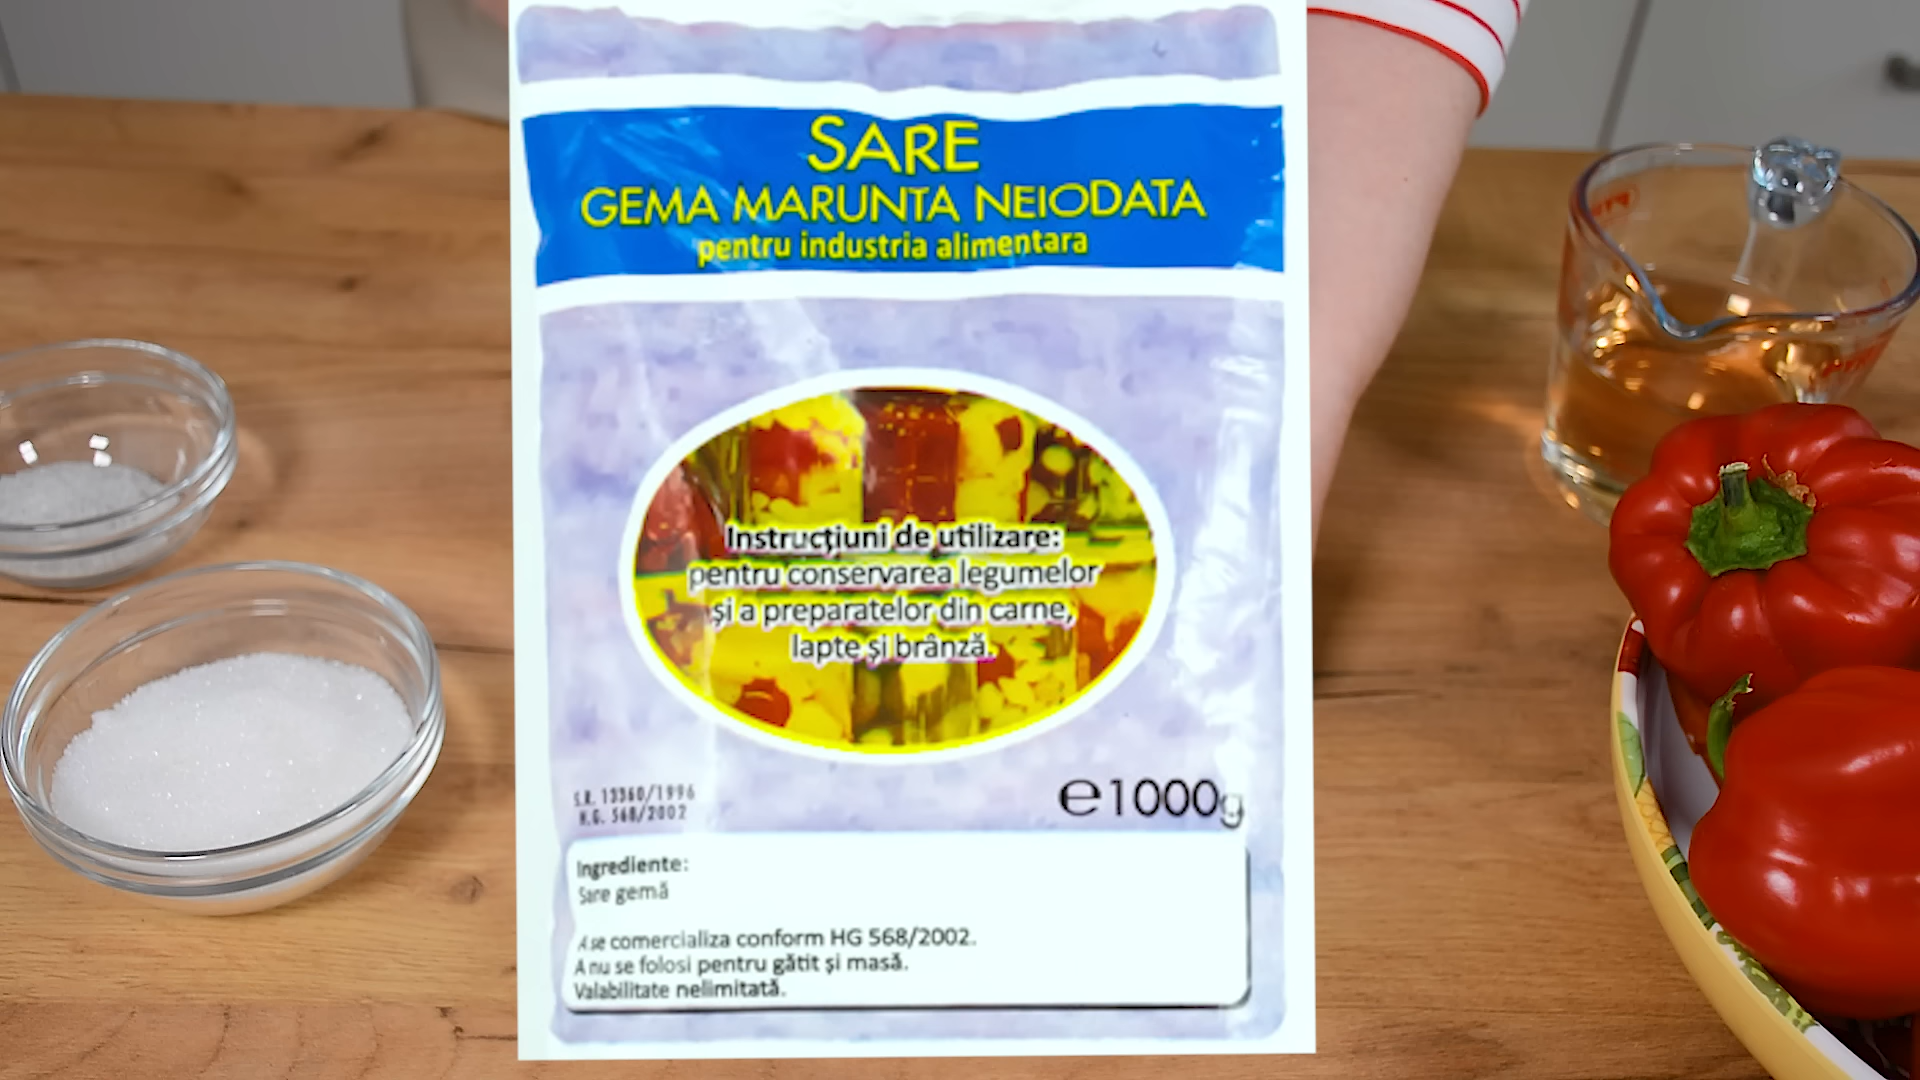 SARE
GEMA MARUNTA NEIODATA
pentru industria alimentara
Instrucțiuni de utilizare:
pentru conservarea legumelor
și a preparatelor din carne,
lapte și brânză.
S.R. 13360/1996
H.G. 568/2002
℮1000g
Ingrediente:
Sare gemă
A se comercializa conform HG 568/2002.
A nu se folosi pentru gătit și masă.
Valabilitate nelimitată.